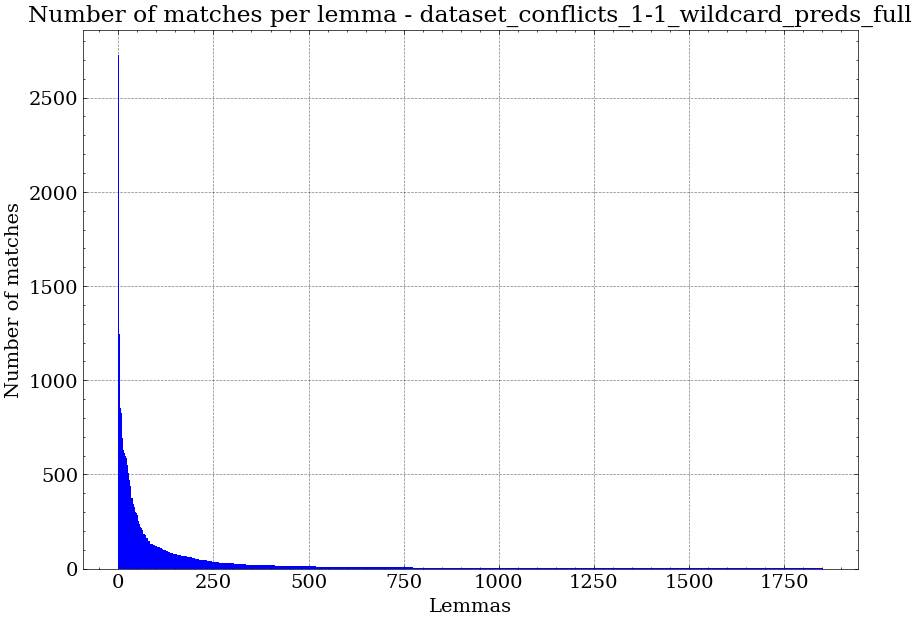 Number of matches per lemma - dataset_conflicts_1-1_wildcard_preds_full
Number of matches
2500
2000
1500
1000
500
0
0 250 500 750 1000 1250 1500 1750
Lemmas